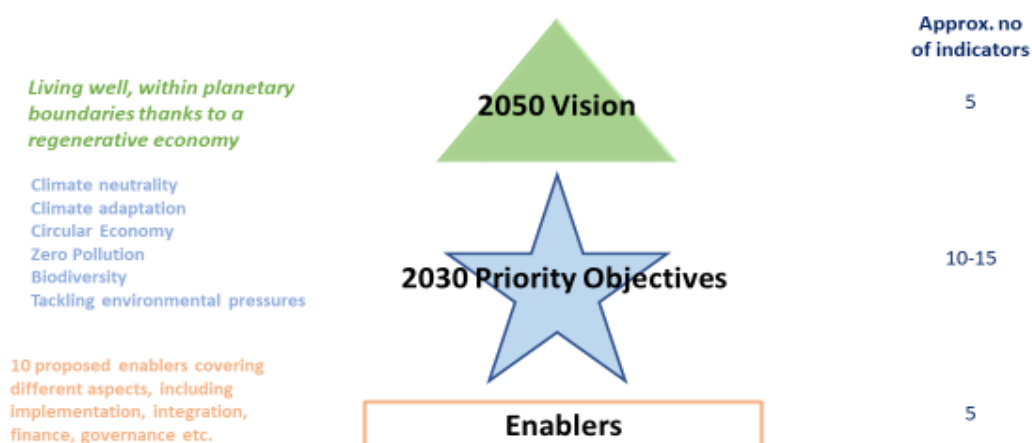 Approx. no
of indicators
Living well, within planetary
boundaries thanks to a
regenerative economy
2050 Vision
5
Climate neutrality
Climate adaptation
Circular Economy
Zero Pollution
Biodiversity
Tackling environmental pressures
2030 Priority Objectives
10-15
10 proposed enablers covering
different aspects, including
implementation, integration,
finance, governance etc.
Enablers
5